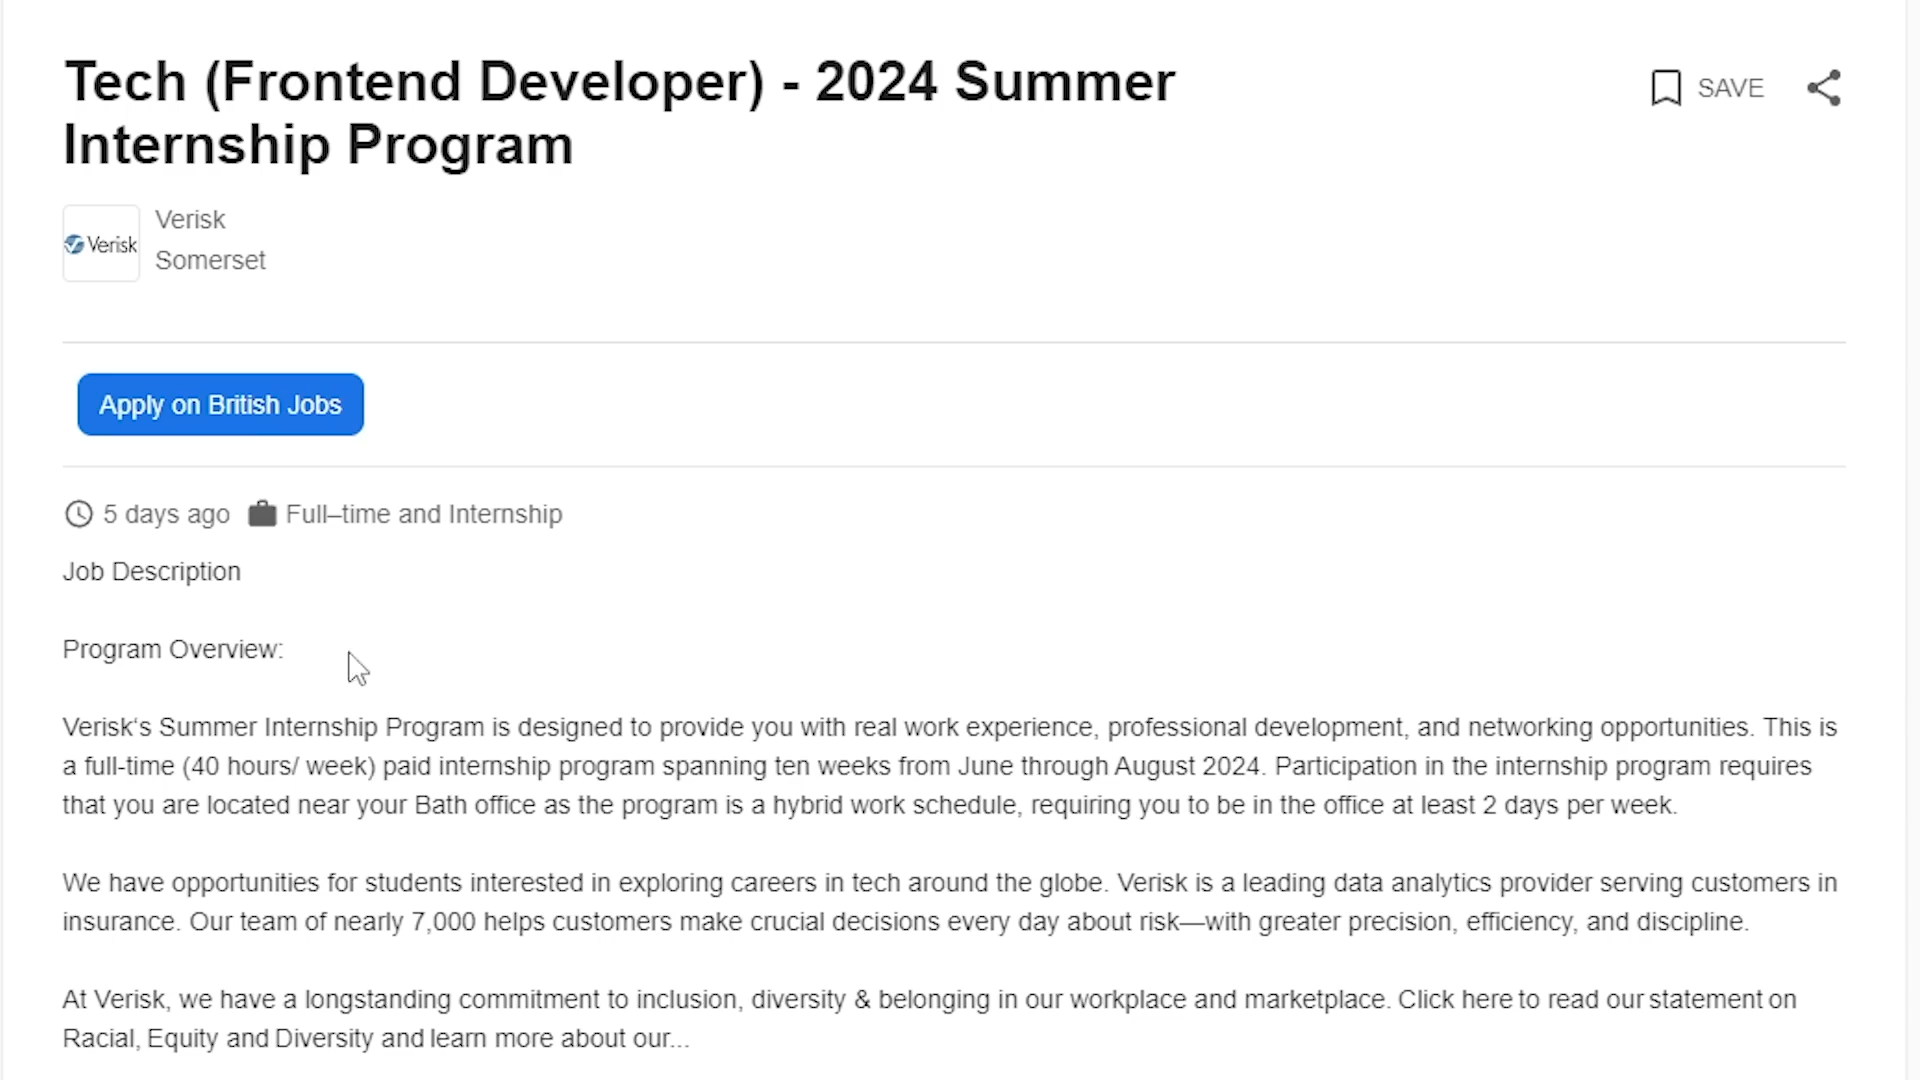 Tech (Frontend Developer) - 2024 Summer
Internship Program
SAVE
Verisk
Verisk
Somerset
Apply on British Jobs
5 days ago Full–time and Internship
Job Description
Program Overview:
Verisk‘s Summer Internship Program is designed to provide you with real work experience, professional development, and networking opportunities. This is
a full-time (40 hours/ week) paid internship program spanning ten weeks from June through August 2024. Participation in the internship program requires
that you are located near your Bath office as the program is a hybrid work schedule, requiring you to be in the office at least 2 days per week.
We have opportunities for students interested in exploring careers in tech around the globe. Verisk is a leading data analytics provider serving customers in
insurance. Our team of nearly 7,000 helps customers make crucial decisions every day about risk—with greater precision, efficiency, and discipline.
At Verisk, we have a longstanding commitment to inclusion, diversity & belonging in our workplace and marketplace. Click here to read our statement on
Racial, Equity and Diversity and learn more about our...